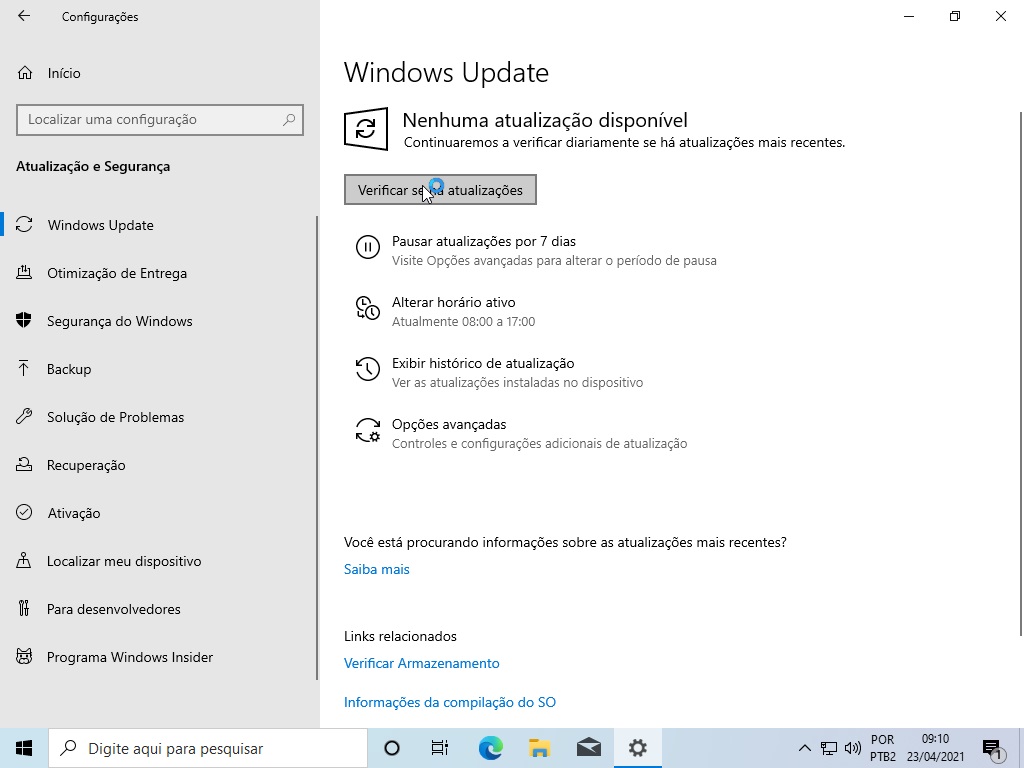 Configurações
Início
Localizar uma configuração
Atualização e Segurança
Windows Update
Otimização de Entrega
Segurança do Windows
Backup
Solução de Problemas
Recuperação
Ativação
Localizar meu dispositivo
Para desenvolvedores
Programa Windows Insider
Windows Update
Nenhuma atualização disponível
Continuaremos a verificar diariamente se há atualizações mais recentes.
Verificar se há atualizações
Pausar atualizações por 7 dias
Visite Opções avançadas para alterar o período de pausa
Alterar horário ativo
Atualmente 08:00 a 17:00
Exibir histórico de atualização
Ver as atualizações instaladas no dispositivo
Opções avançadas
Controles e configurações adicionais de atualização
Você está procurando informações sobre as atualizações mais recentes?
Saiba mais
Links relacionados
Verificar Armazenamento
Informações da compilação do SO
Digite aqui para pesquisar
POR
PTB2
09:10
23/04/2021
1